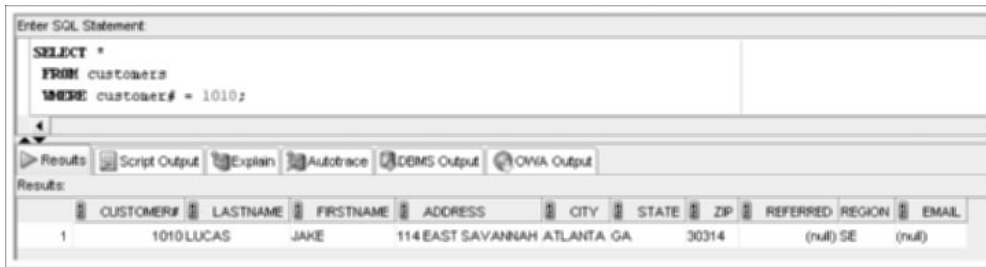 Enter SQL Statement:
SELECT *
FROM customers
WHERE customer# = 1010;
Results Script Output Explain Autotrace DBMS Output OWA Output
Results:
CUSTOMER# LASTNAME FIRSTNAME ADDRESS CITY STATE ZIP REFERRED REGION EMAIL
1 1010 LUCAS JAKE 114 EAST SAVANNAH ATLANTA GA 30314 (null) SE (null)